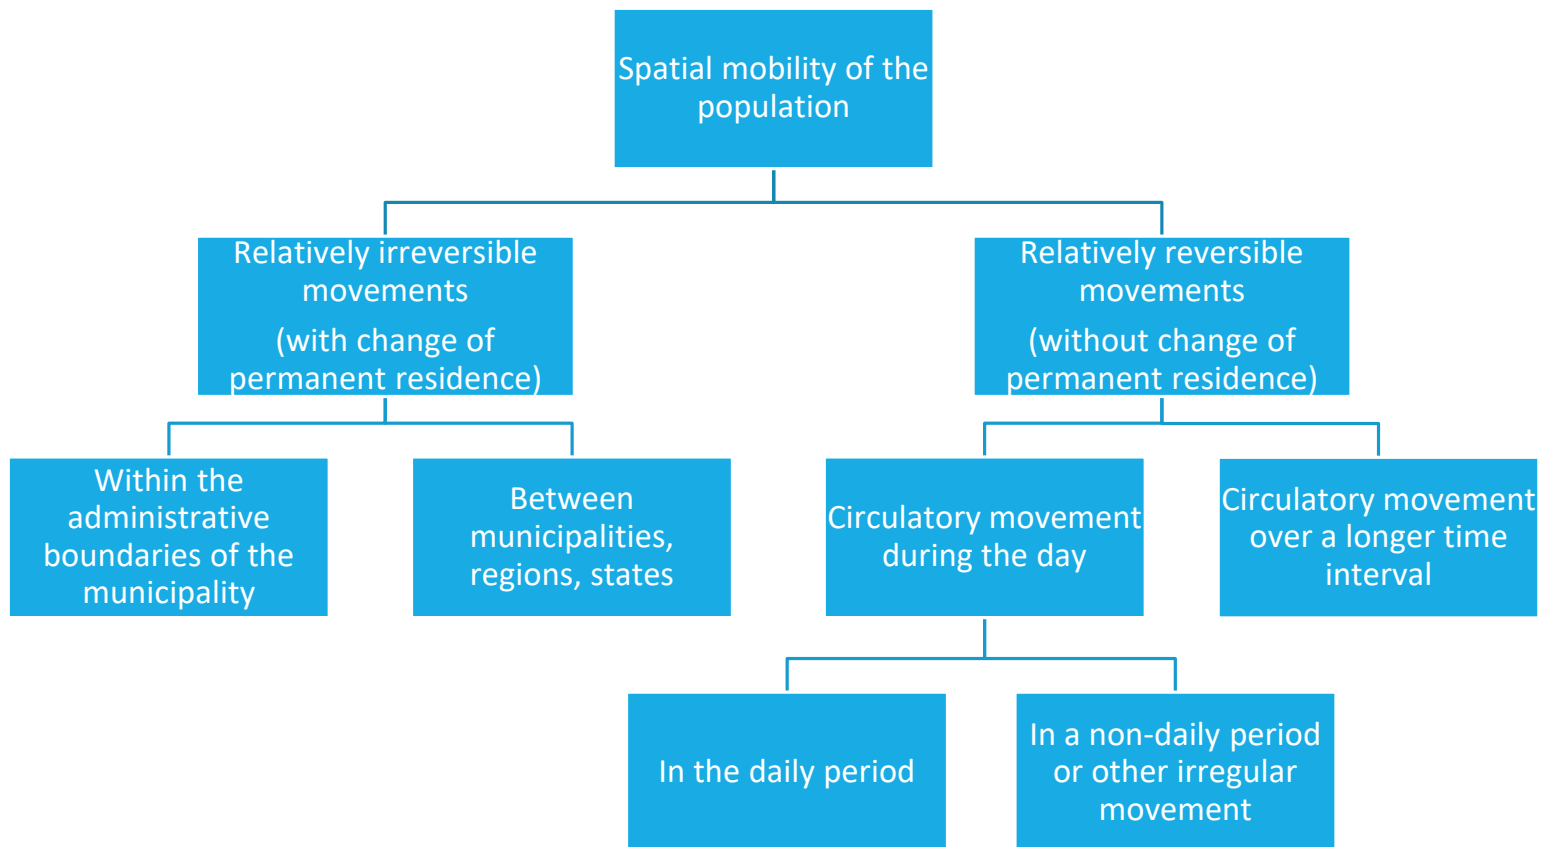 Spatial mobility of the
population
Relatively irreversible
movements
(with change of
permanent residence)
Relatively reversible
movements
(without change of
permanent residence)
Within the
administrative
boundaries of the
municipality
Between
municipalities,
regions, states
Circulatory movement
during the day
Circulatory movement
over a longer time
interval
In the daily period
In a non-daily period
or other irregular
movement